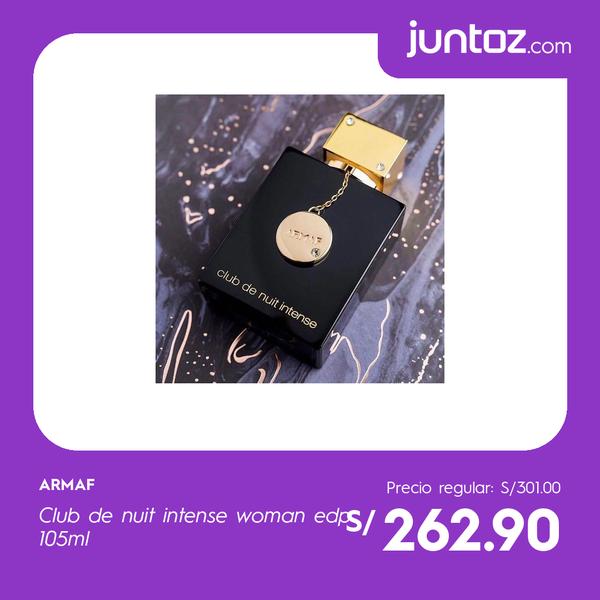 juntoz.com
ARMAF
club de nuit intense
ARMAF
Precio regular: S/301.00
Club de nuit intense woman edp
105ml
S/ 262.90